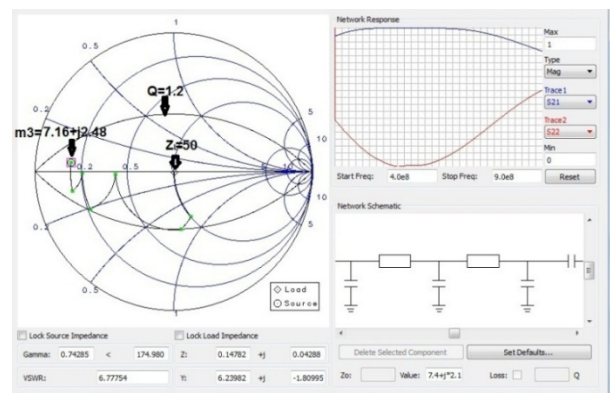 1
0.5
0.2
0.2
0.5
5
10
10
5
0.2
0.5
1
Q=1.2
m3=7.16+j2.48
Z=50
Load
Source
Lock Source Impedance
Lock Load Impedance
Gamma: 0.74285 < 174.980 Z: 0.14782 +j 0.04288
VSWR: 6.77754 Y: 6.23982 +j -1.80995
Network Response
Max
1
Type
Mag
Trace1
S21
Trace2
S22
Min
0
Start Freq: 4.0e8 Stop Freq: 9.0e8 Reset
Network Schematic
Delete Selected Component Set Defaults...
Zo: Value: 7.4+j*2.1 Loss: Q